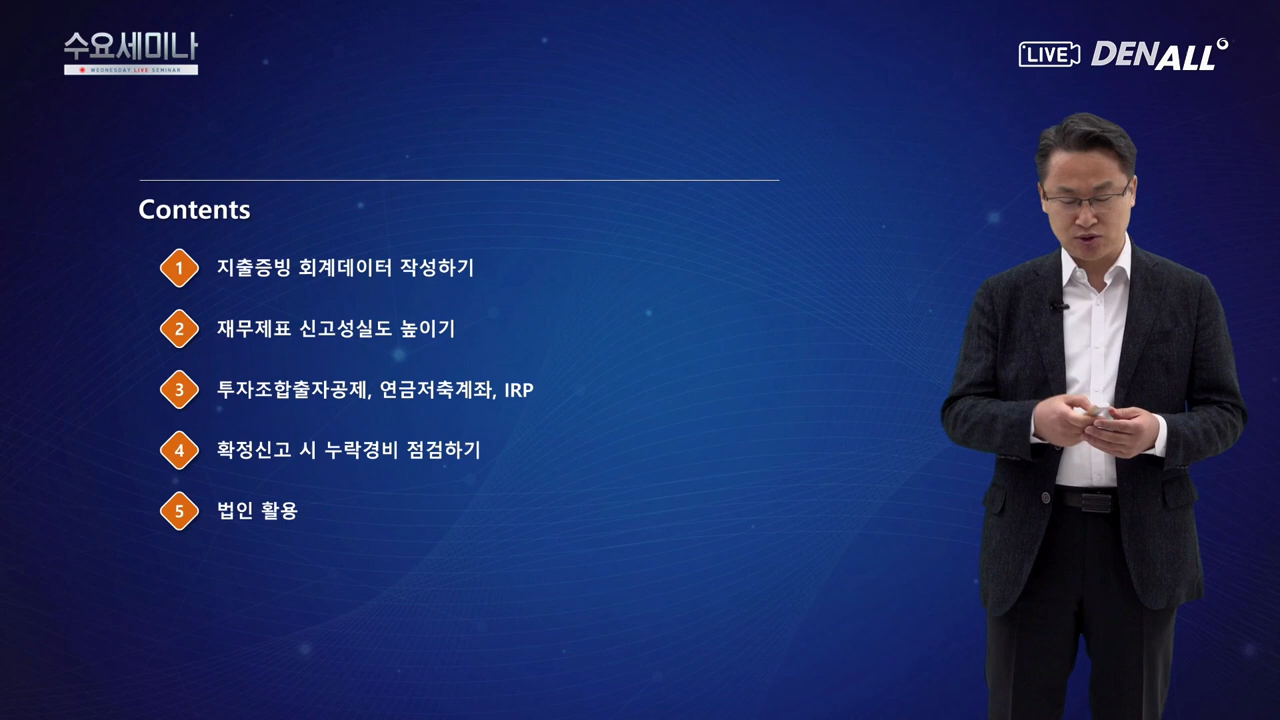 수요세미나
WEDNESDAY LIVE SEMINAR
LIVE DENALL
Contents
1 지출증빙 회계데이터 작성하기
2 재무제표 신고성실도 높이기
3 투자조합출자공제, 연금저축계좌, IRP
4 확정신고 시 누락경비 점검하기
5 법인 활용